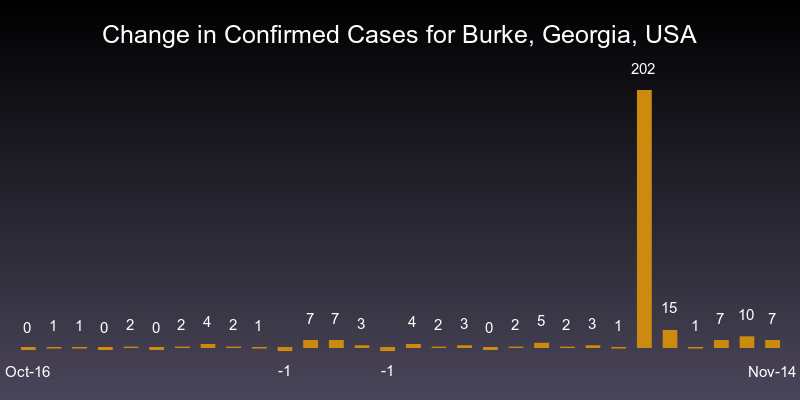 Change in Confirmed Cases for Burke, Georgia, USA
202
0 1 1 0 2 0 2 4 2 1 7 7 3 4 2 3 0 2 5 2 3 1 15 1 7 10 7
Oct-16 -1 -1 Nov-14